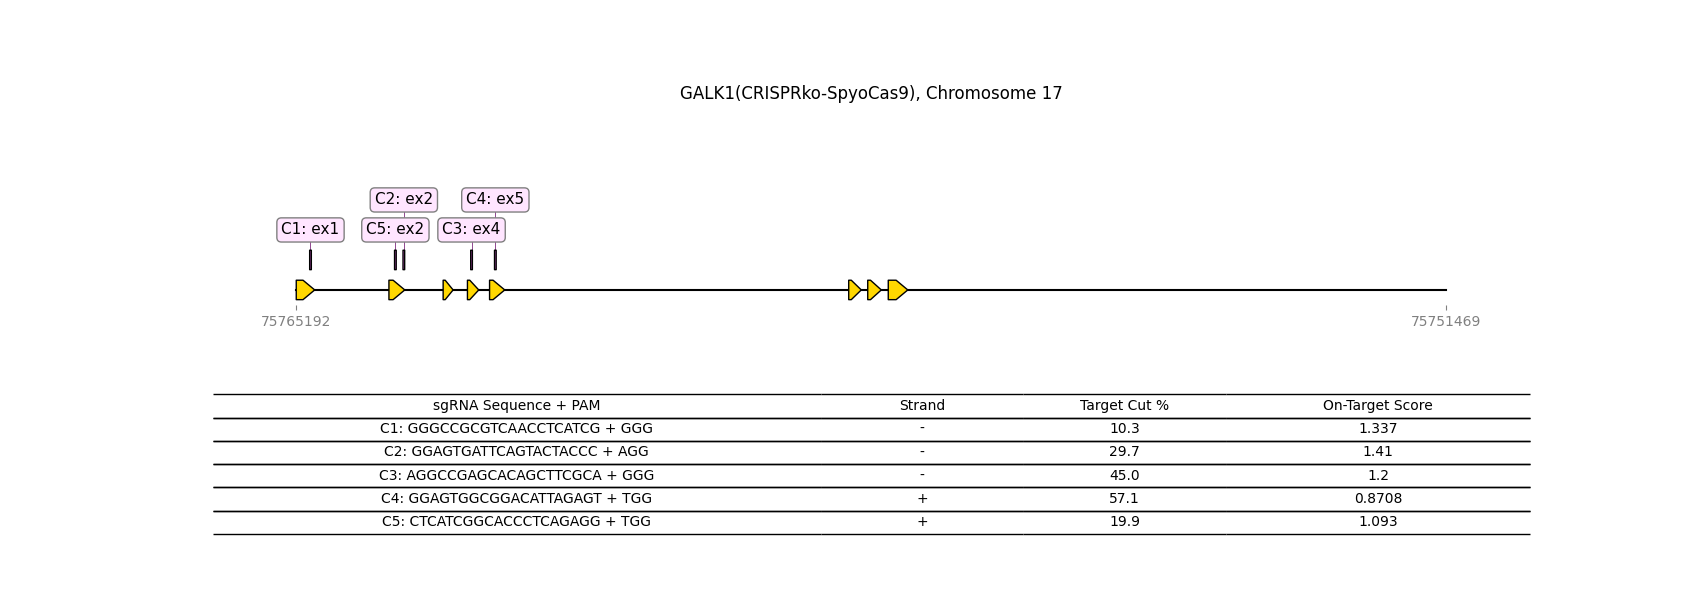 GALK1(CRISPRko-SpyoCas9), Chromosome 17
C2: ex2 C4: ex5
C1: ex1 C5: ex2 C3: ex4
75765192 75751469
sgRNA Sequence + PAM Strand Target Cut % On-Target Score
C1: GGGCCGCGTCAACCTCATCG + GGG - 10.3 1.337
C2: GGAGTGATTCAGTACTACCC + AGG - 29.7 1.41
C3: AGGCCGAGCACAGCTTCGCA + GGG - 45.0 1.2
C4: GGAGTGGCGGACATTAGAGT + TGG + 57.1 0.8708
C5: CTCATCGGCACCCTCAGAGG + TGG + 19.9 1.093